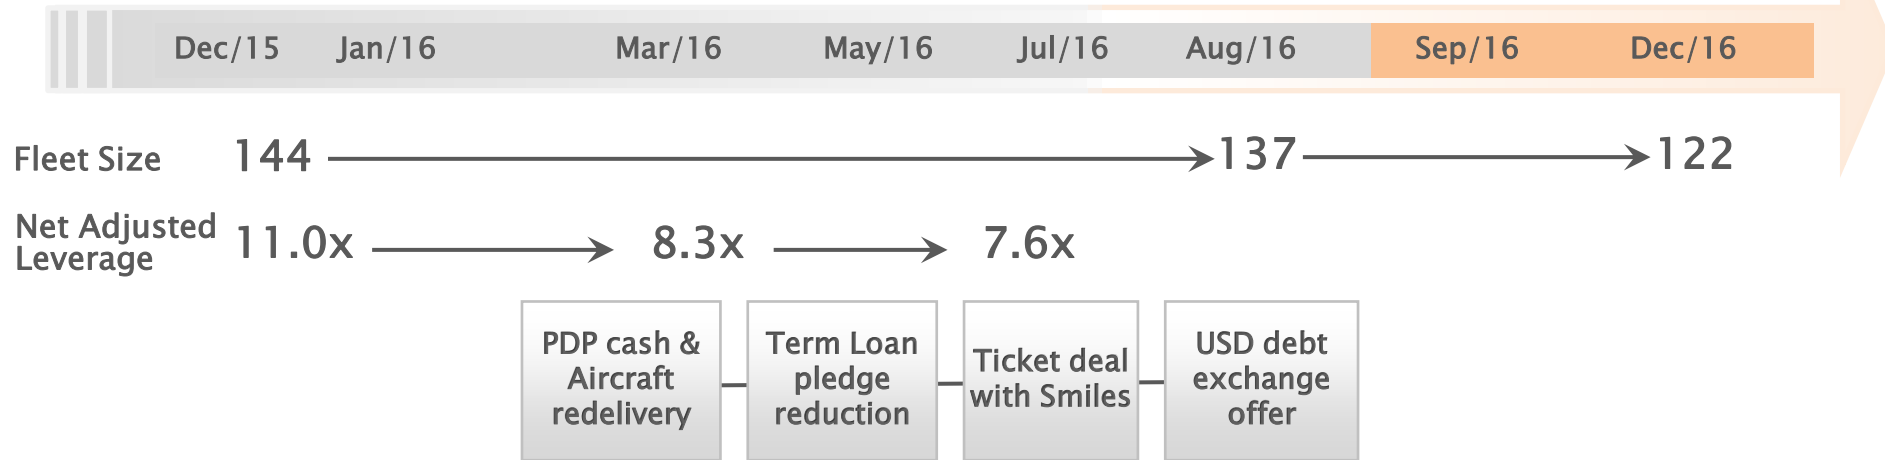 Dec/15 Jan/16 Mar/16 May/16 Jul/16 Aug/16 Sep/16 Dec/16
Fleet Size 144 137 122
Net Adjusted
Leverage 11.0x 8.3x 7.6x
PDP cash &
Aircraft
redelivery
Term Loan
pledge
reduction
Ticket deal
with Smiles
USD debt
exchange
offer